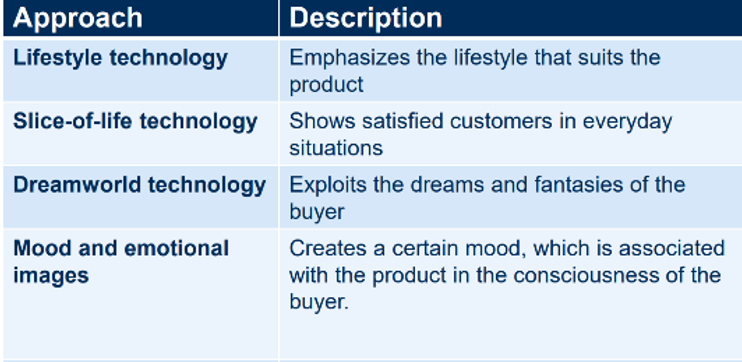 Approach
Description
Lifestyle technology
Emphasizes the lifestyle that suits the
product
Slice-of-life technology
Shows satisfied customers in everyday
situations
Dreamworld technology
Exploits the dreams and fantasies of the
buyer
Mood and emotional
images
Creates a certain mood, which is associated
with the product in the consciousness of the
buyer.